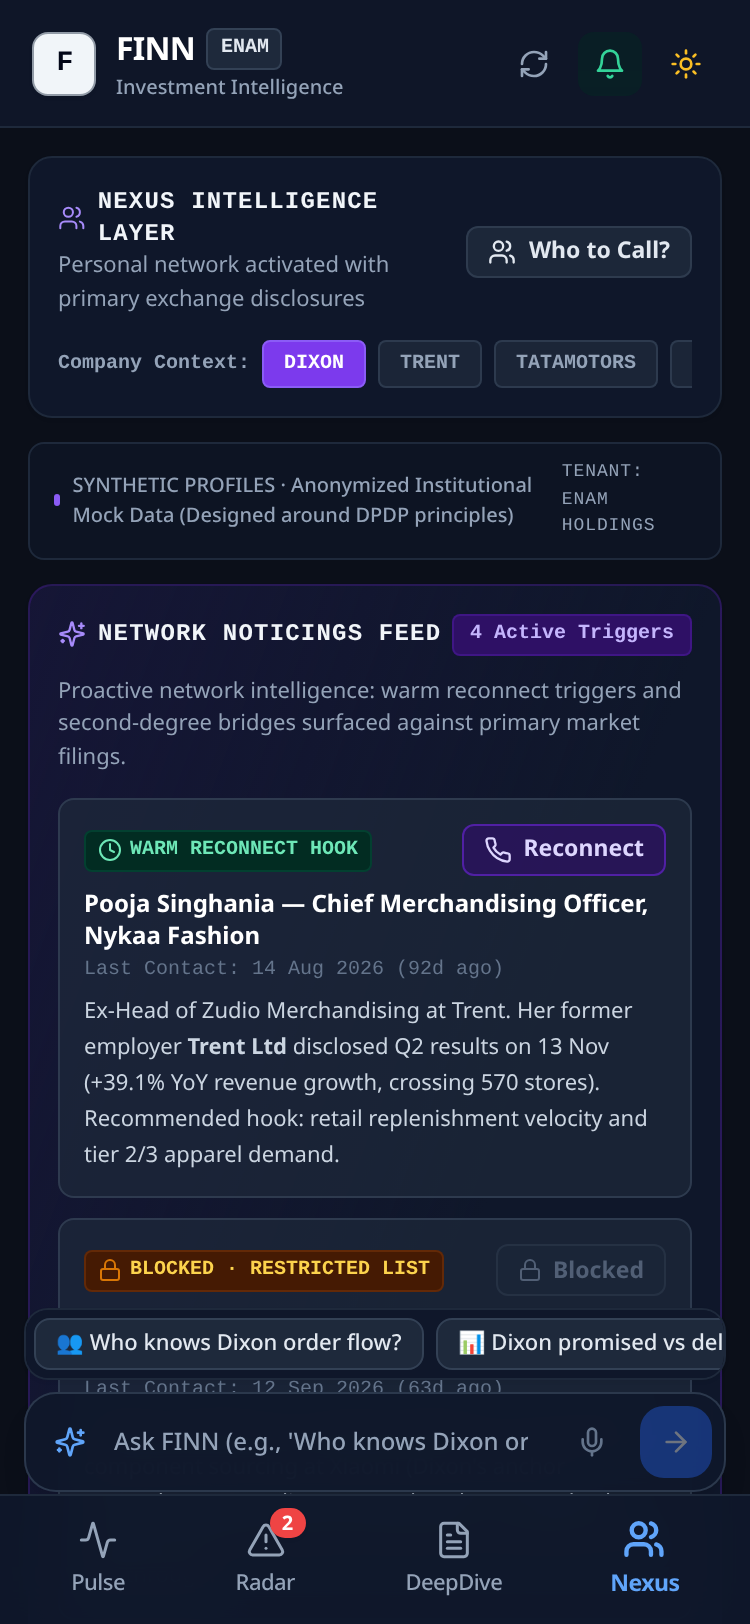 F
FINN
ENAM
Investment Intelligence
NEXUS INTELLIGENCE
LAYER
Personal network activated with
primary exchange disclosures
Who to Call?
Company Context:
DIXON
TRENT
TATAMOTORS
SYNTHETIC PROFILES · Anonymized Institutional
Mock Data (Designed around DPDP principles)
TENANT:
ENAM
HOLDINGS
NETWORK NOTICINGS FEED
4 Active Triggers
Proactive network intelligence: warm reconnect triggers and
second-degree bridges surfaced against primary market
filings.
WARM RECONNECT HOOK
Reconnect
Pooja Singhania — Chief Merchandising Officer,
Nykaa Fashion
Last Contact: 14 Aug 2026 (92d ago)
Ex-Head of Zudio Merchandising at Trent. Her former
employer Trent Ltd disclosed Q2 results on 13 Nov
(+39.1% YoY revenue growth, crossing 570 stores).
Recommended hook: retail replenishment velocity and
tier 2/3 apparel demand.
BLOCKED · RESTRICTED LIST
Blocked
👥 Who knows Dixon order flow?
📊 Dixon promised vs del
Last Contact: 12 Sep 2026 (63d ago)
Ask FINN (e.g., 'Who knows Dixon or
Pulse
2
Radar
DeepDive
Nexus